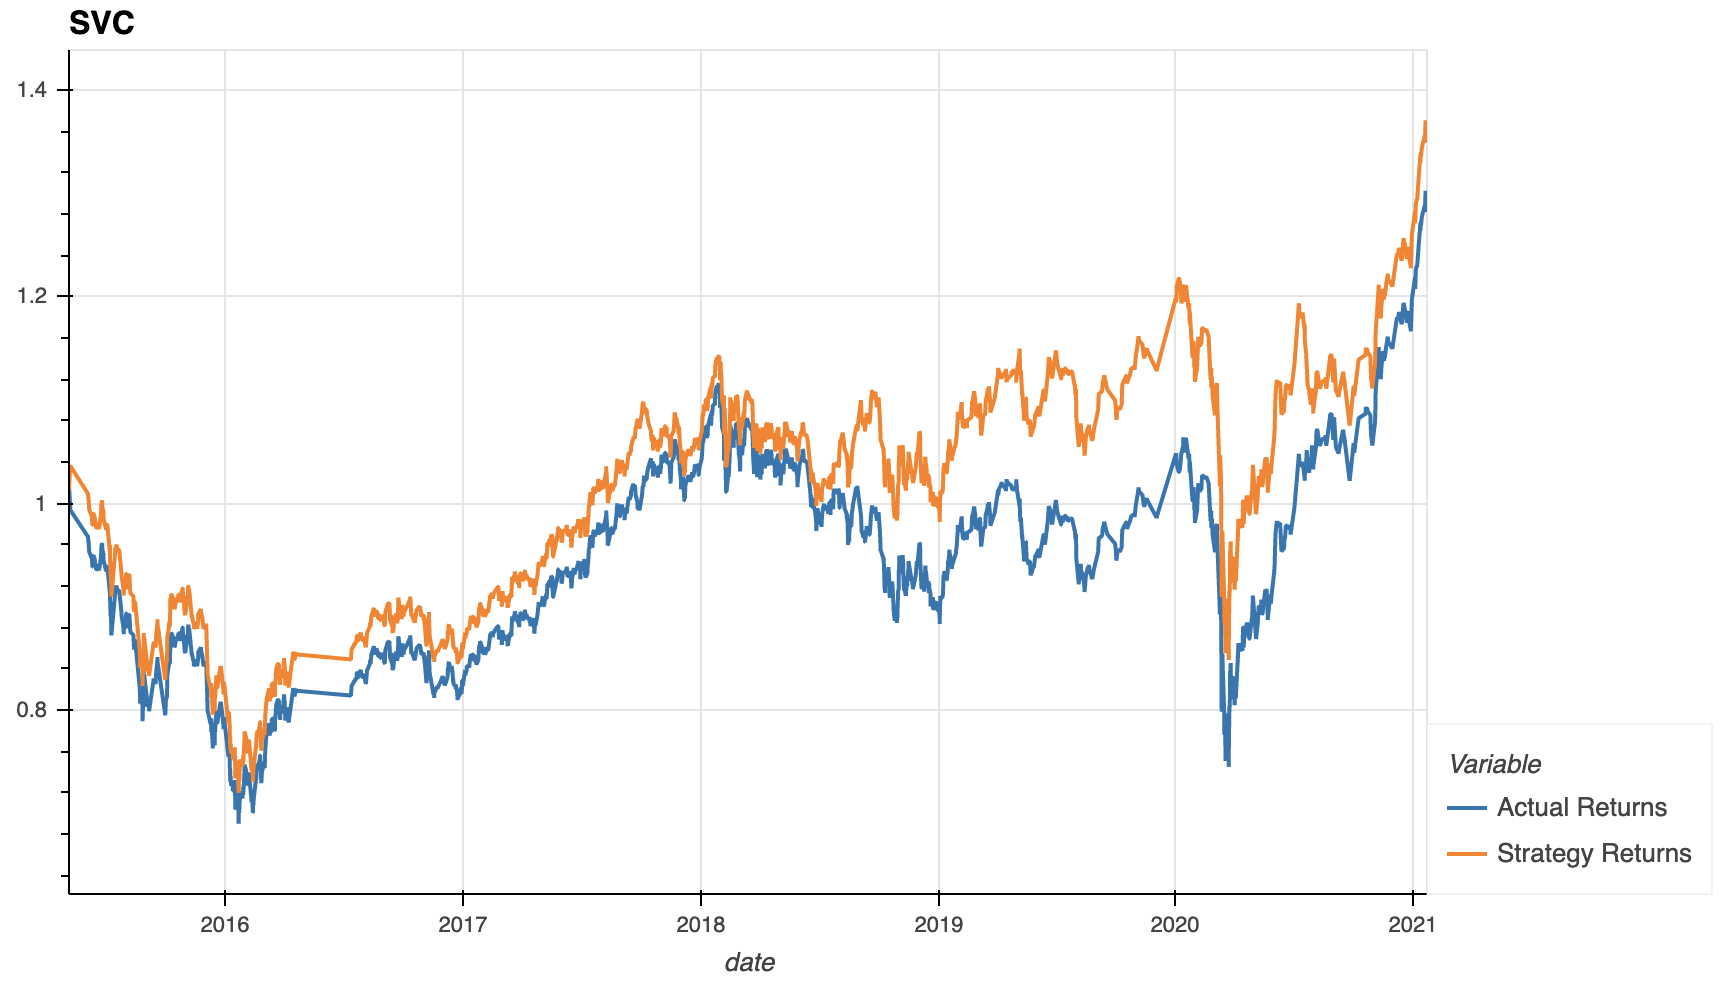 SVC
1.4
1.2
1
0.8
2016 2017 2018 2019 2020 2021
date
Variable
Actual Returns
Strategy Returns